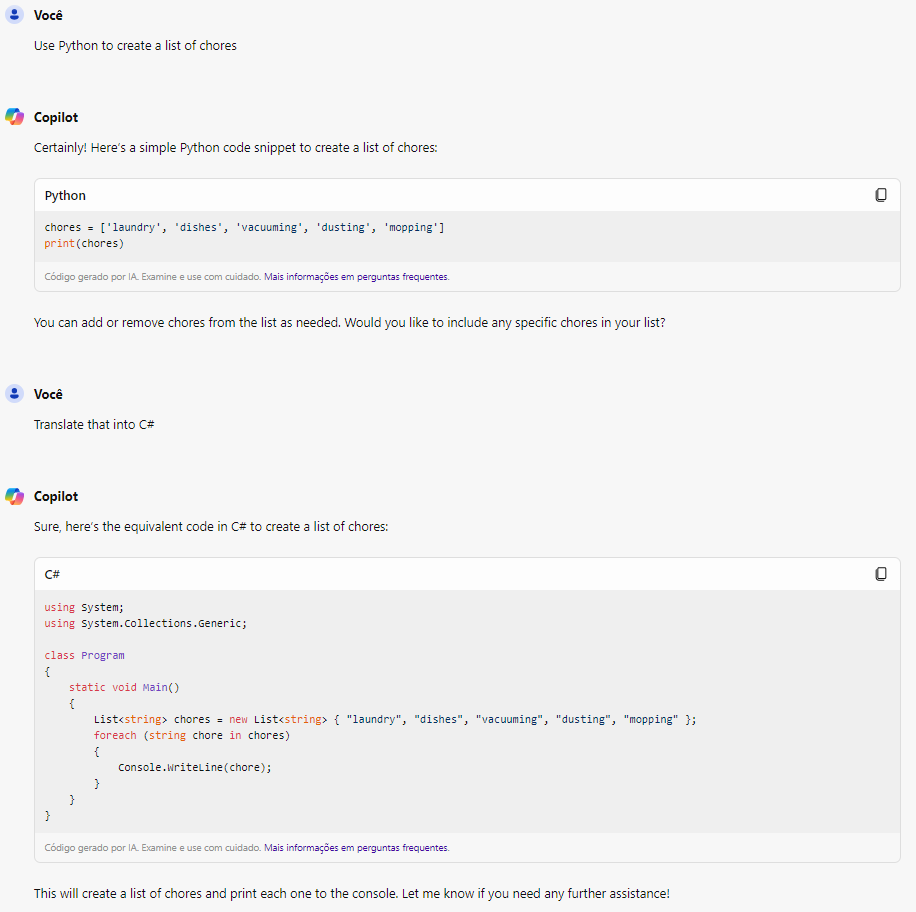 Você
Use Python to create a list of chores
Copilot
Certainly! Here's a simple Python code snippet to create a list of chores:
Python
chores = ['laundry', 'dishes', 'vacuuming', 'dusting', 'mopping']
print(chores)
Código gerado por IA. Examine e use com cuidado. Mais informações em perguntas frequentes.
You can add or remove chores from the list as needed. Would you like to include any specific chores in your list?
Você
Translate that into C#
Copilot
Sure, here's the equivalent code in C# to create a list of chores:
C#
using System;
using System.Collections.Generic;
class Program
{
    static void Main()
    {
        List<string> chores = new List<string> { "laundry", "dishes", "vacuuming", "dusting", "mopping" };
        foreach (string chore in chores)
        {
            Console.WriteLine(chore);
        }
    }
}
Código gerado por IA. Examine e use com cuidado. Mais informações em perguntas frequentes.
This will create a list of chores and print each one to the console. Let me know if you need any further assistance!